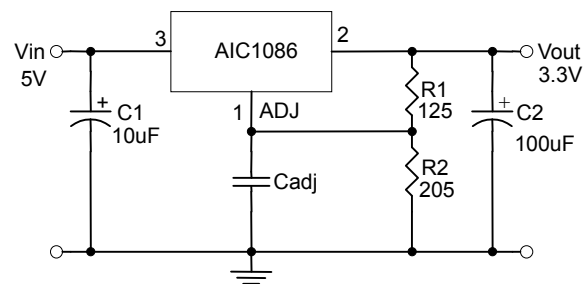 Vin
5V
3
AIC1086
2
Vout
3.3V
1
ADJ
C1
10uF
R1
125
C2
100uF
Cadj
R2
205
+
+